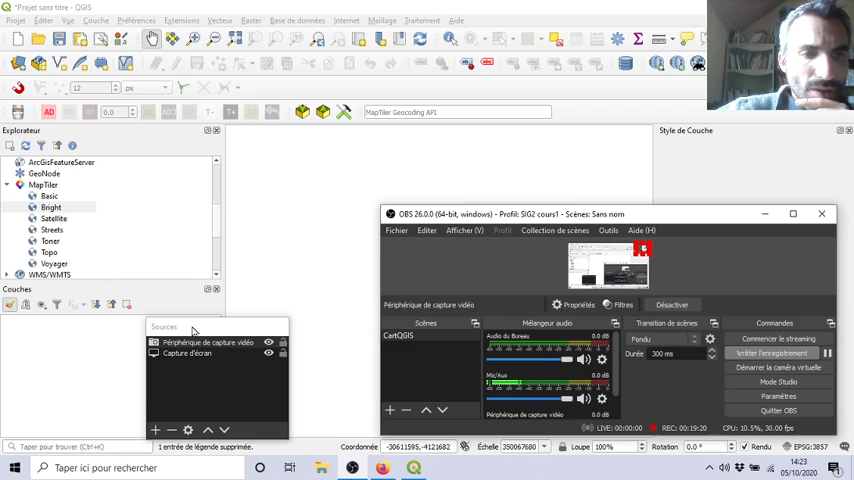 *Projet sans titre — QGIS
Projet Éditer Vue Couche Préférences Extensions Vecteur Raster Base de données Internet Maillage Traitement Aide
12 px
AD 0.0 T- T+ MapTiler Geocoding API
Explorateur
Style de Couche
ArcGisFeatureServer
GeoNode
MapTiler
Basic
Bright
Satellite
Streets
Toner
Topo
Voyager
WMS/WMTS
Couches
Sources
Périphérique de capture vidéo
Capture d'écran
OBS 26.0.0 (64-bit, windows) - Profil: SIG2 cours1 - Scènes: Sans nom
Fichier Editer Affichage (V) Profil Collection de scènes Outils Aide (H)
Périphérique de capture vidéo Propriétés Filtres Désactiver
Scènes Mélangeur audio Transition de scènes Commandes
CartQGIS
Audio du Bureau 0.0 dB
Mic/Aux 0.0 dB
Périphérique de capture vidéo 0.0 dB
Fondu
Durée 300 ms
Commencer le streaming
Arrêter l'enregistrement
Démarrer la caméra virtuelle
Mode Studio
Paramètres
Quitter OBS
LIVE: 00:00:00 REC: 00:19:20 CPU: 10.5%, 30.00 fps
Taper pour trouver (Ctrl+K) 1 entrée de légende supprimée. Coordonnée -30611595,-4121682 Échelle 350067680 Loupe 100% Rotation 0.0 ° Rendu EPSG:3857
Taper ici pour rechercher
14:23
05/10/2020